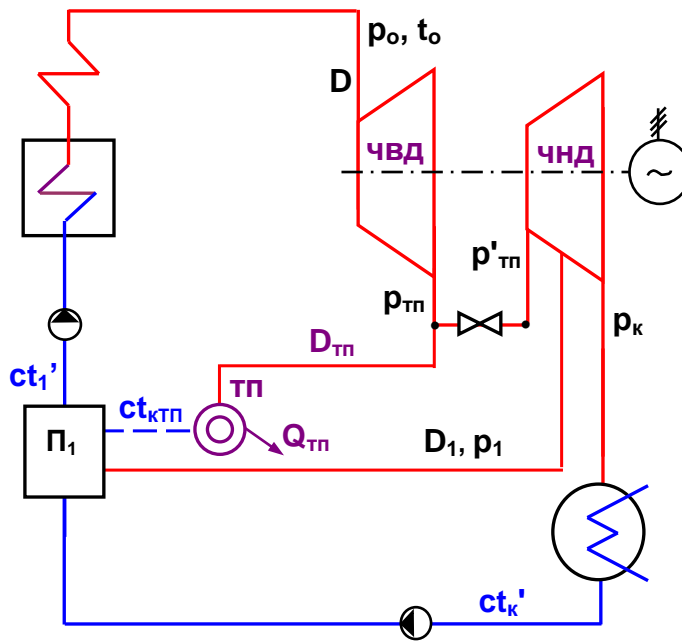 pₒ, tₒ
D
чвд
чнд
~
p'тп
pтп
pк
Dтп
ct₁’
тп
ctкТП
Qтп
П₁
D₁, p₁
ctк'